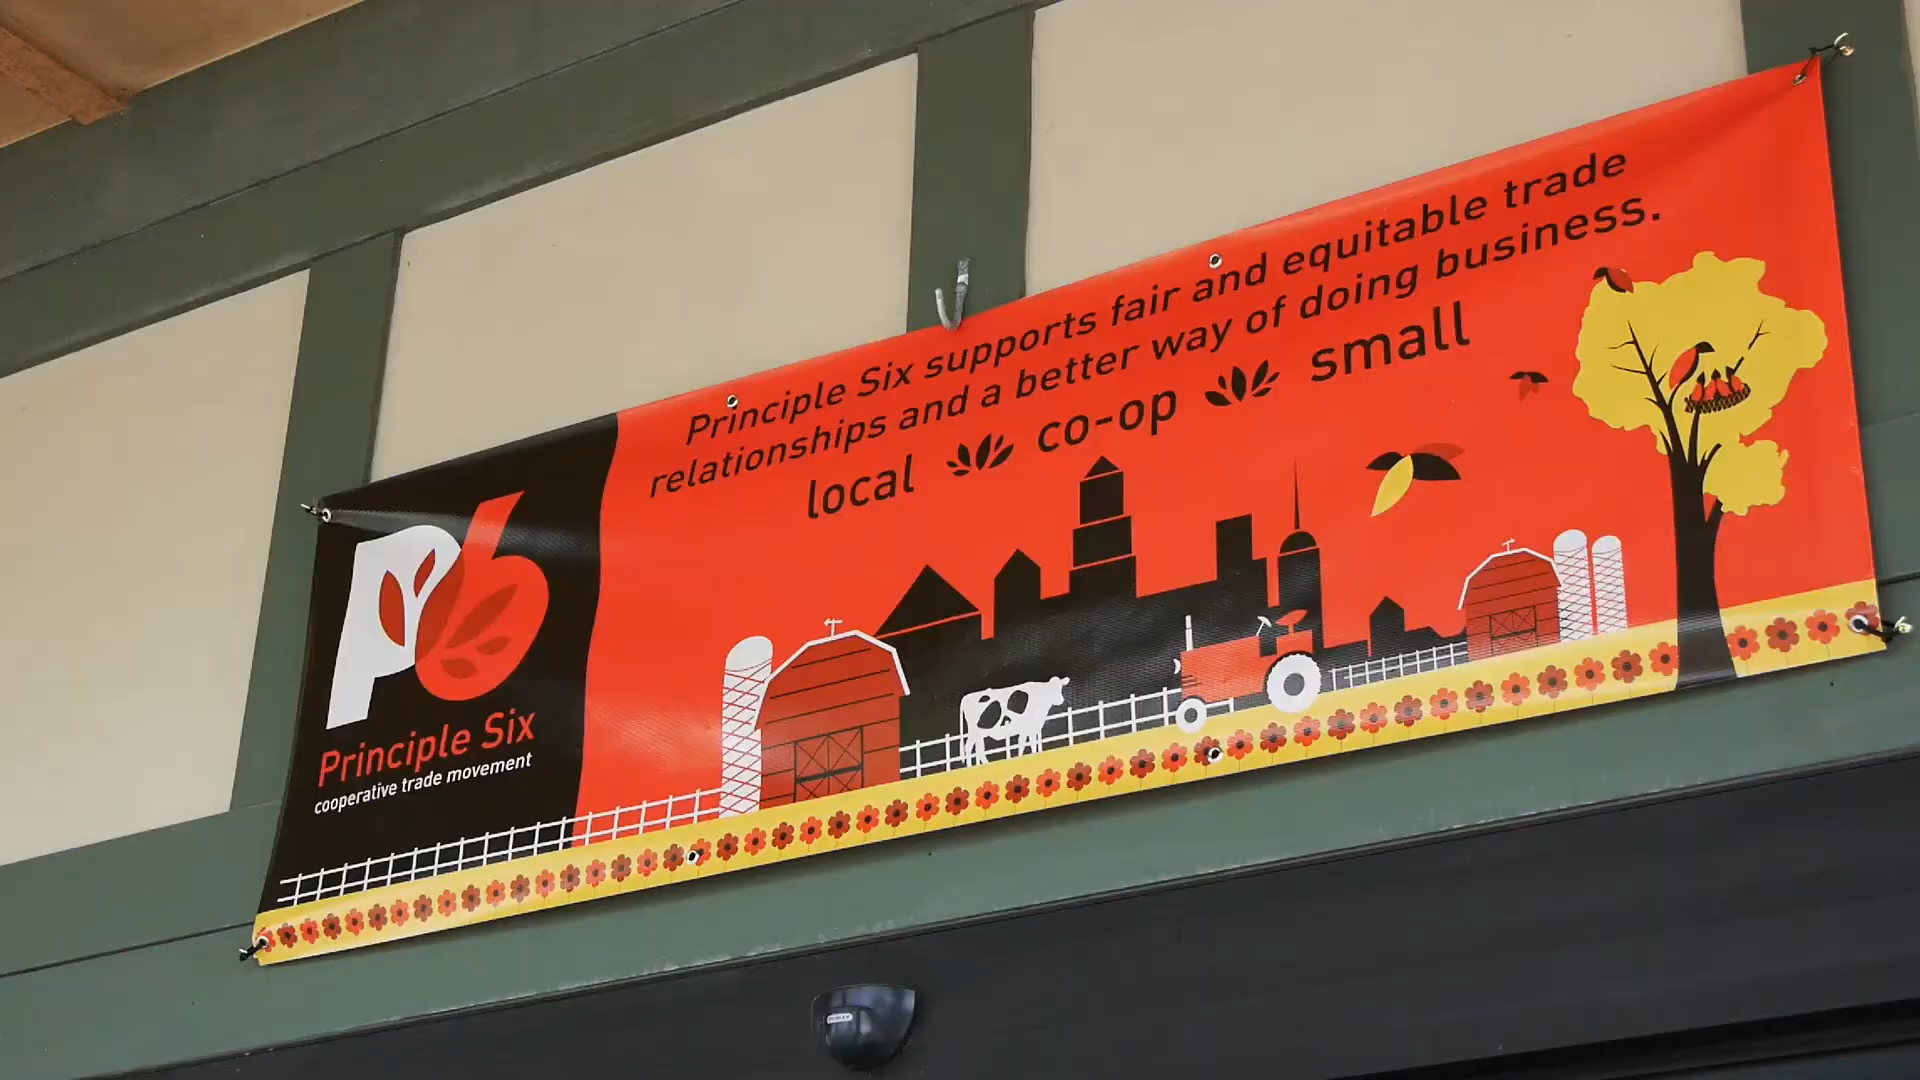 Principle Six supports fair and equitable trade
relationships and a better way of doing business.
local co-op small
P6
Principle Six
cooperative trade movement